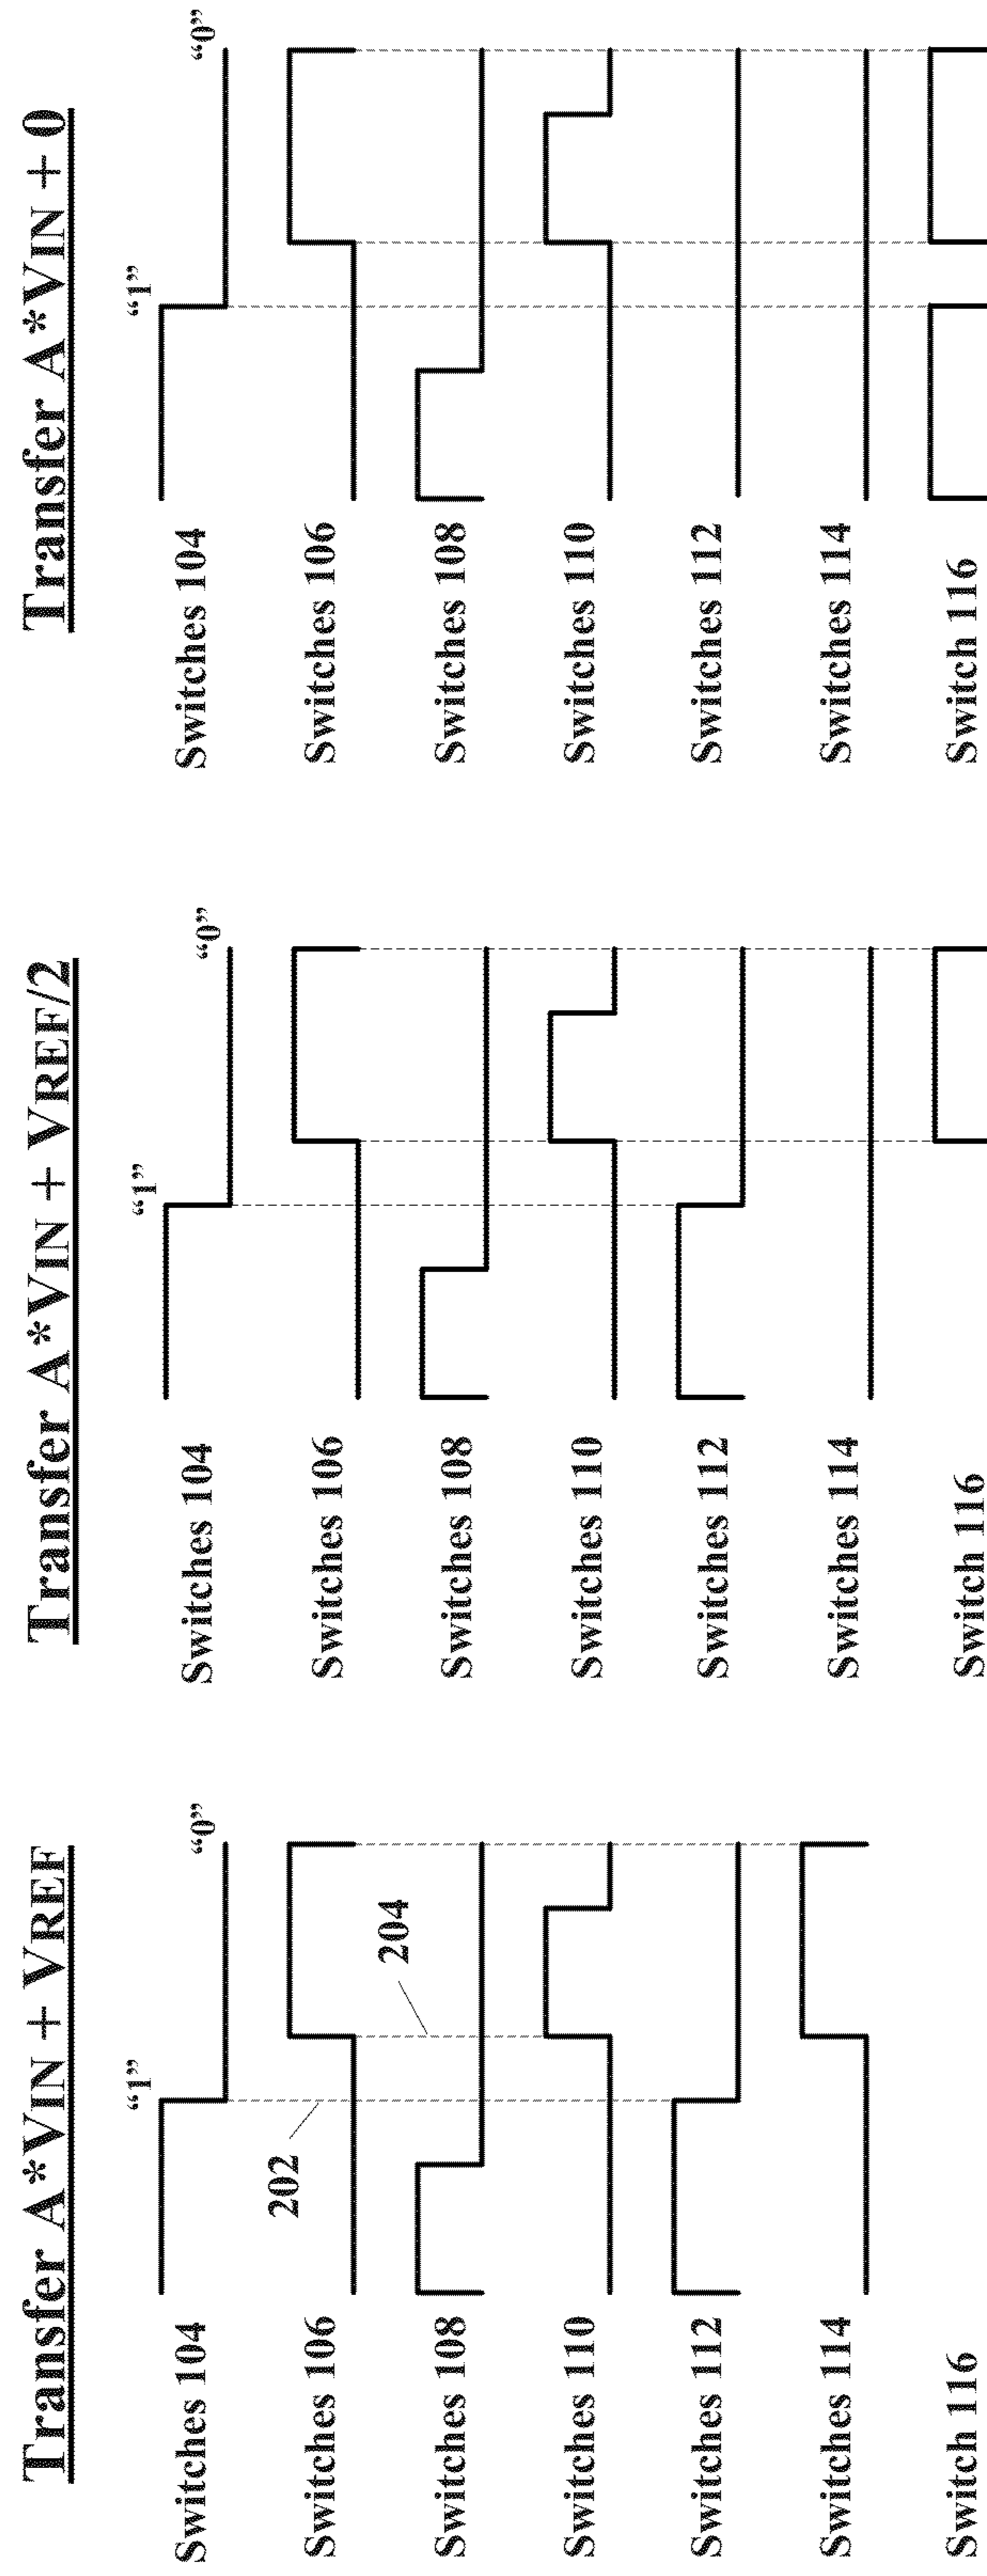 Transfer A*VIN + VREF
"1"
"0"
Switches 104
202
Switches 106
204
Switches 108
Switches 110
Switches 112
Switches 114
Switch 116
Transfer A*VIN + VREF/2
"1"
"0"
Switches 104
Switches 106
Switches 108
Switches 110
Switches 112
Switches 114
Switch 116
Transfer A*VIN + 0
"1"
"0"
Switches 104
Switches 106
Switches 108
Switches 110
Switches 112
Switches 114
Switch 116